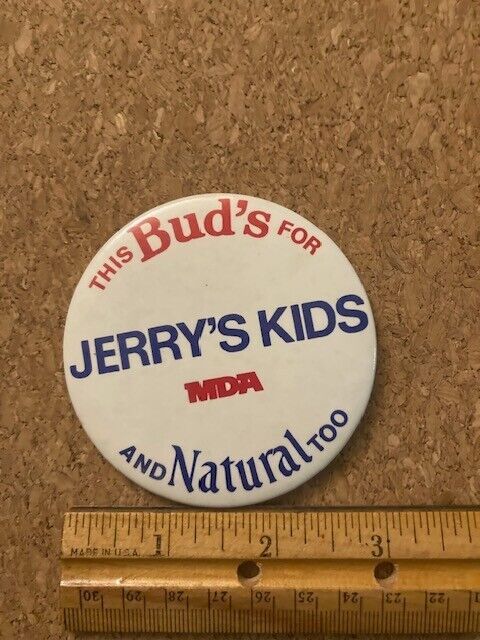 THIS Bud's FOR
JERRY'S KIDS
MDA
AND Natural TOO
1 2 3
MADE IN U.S.A.
30 29 28 27 26 25 24 23 22